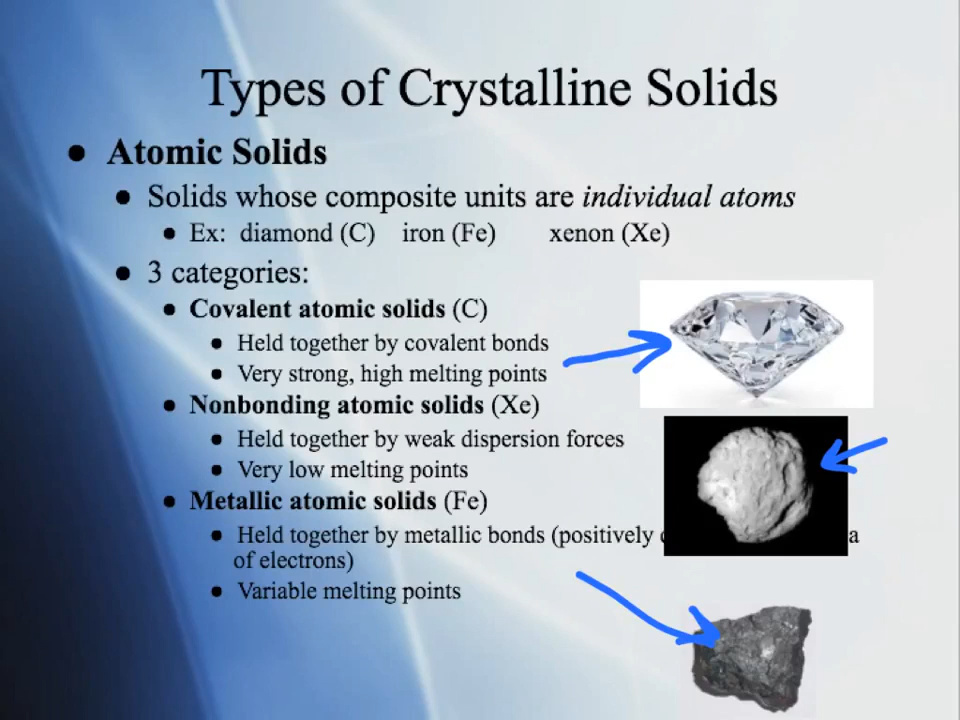 Types of Crystalline Solids
● Atomic Solids
● Solids whose composite units are individual atoms
● Ex: diamond (C) iron (Fe) xenon (Xe)
● 3 categories:
● Covalent atomic solids (C)
● Held together by covalent bonds
● Very strong, high melting points
● Nonbonding atomic solids (Xe)
● Held together by weak dispersion forces
● Very low melting points
● Metallic atomic solids (Fe)
● Held together by metallic bonds (positively a
of electrons)
● Variable melting points